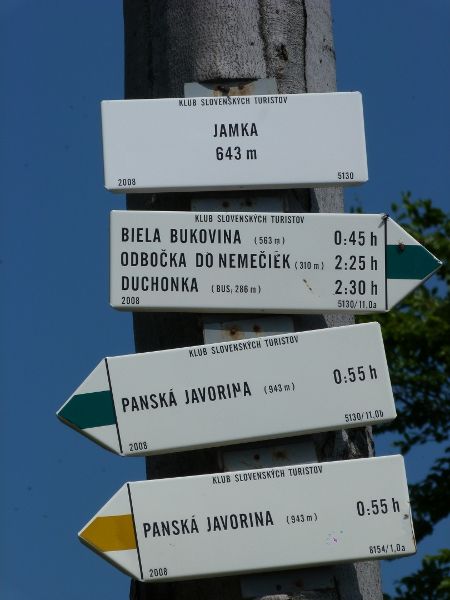 KLUB SLOVENSKÝCH TURISTOV
JAMKA
643 m
2008 5130
KLUB SLOVENSKÝCH TURISTOV
BIELA BUKOVINA (563 m) 0:45 h
ODBOČKA DO NEMEČIEK (310 m) 2:25 h
DUCHONKA (BUS, 286 m) 2:30 h
2008 5130/11,0a
KLUB SLOVENSKÝCH TURISTOV
PANSKÁ JAVORINA (943 m) 0:55 h
2008 5130/11,0b
KLUB SLOVENSKÝCH TURISTOV
PANSKÁ JAVORINA (943 m) 0:55 h
2008 8154/1,0a